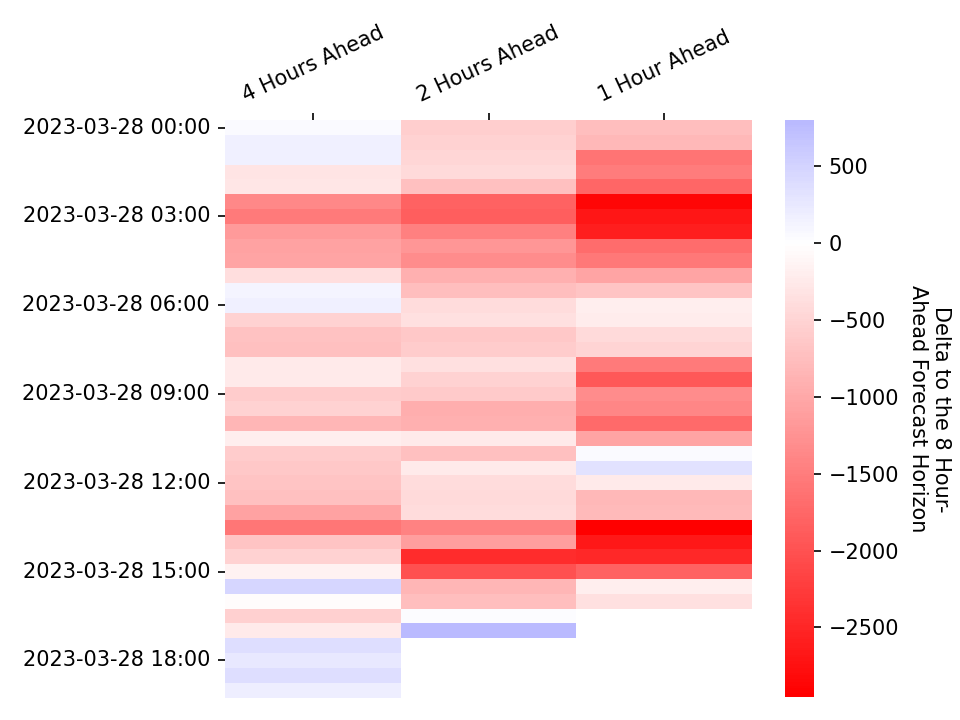 4 Hours Ahead
2 Hours Ahead
1 Hour Ahead
2023-03-28 00:00
2023-03-28 03:00
2023-03-28 06:00
2023-03-28 09:00
2023-03-28 12:00
2023-03-28 15:00
2023-03-28 18:00
500
0
−500
−1000
−1500
−2000
−2500
Delta to the 8 Hour-
Ahead Forecast Horizon